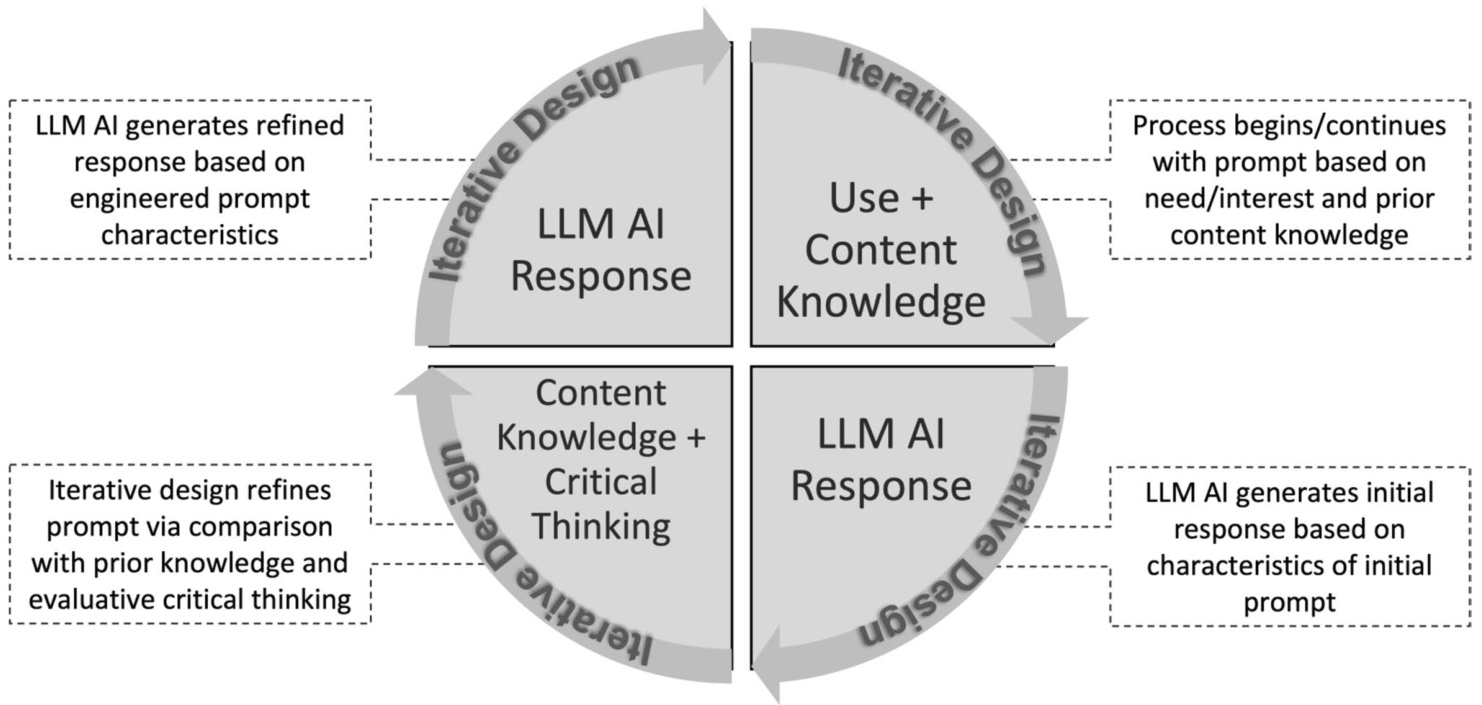 LLM AI generates refined
response based on
engineered prompt
characteristics
Iterative Design
LLM AI
Response
Iterative Design
Use +
Content
Knowledge
Process begins/continues
with prompt based on
need/interest and prior
content knowledge
Iterative design refines
prompt via comparison
with prior knowledge and
evaluative critical thinking
Iterative Design
Content
Knowledge +
Critical
Thinking
LLM AI
Response
Iterative Design
LLM AI generates initial
response based on
characteristics of initial
prompt